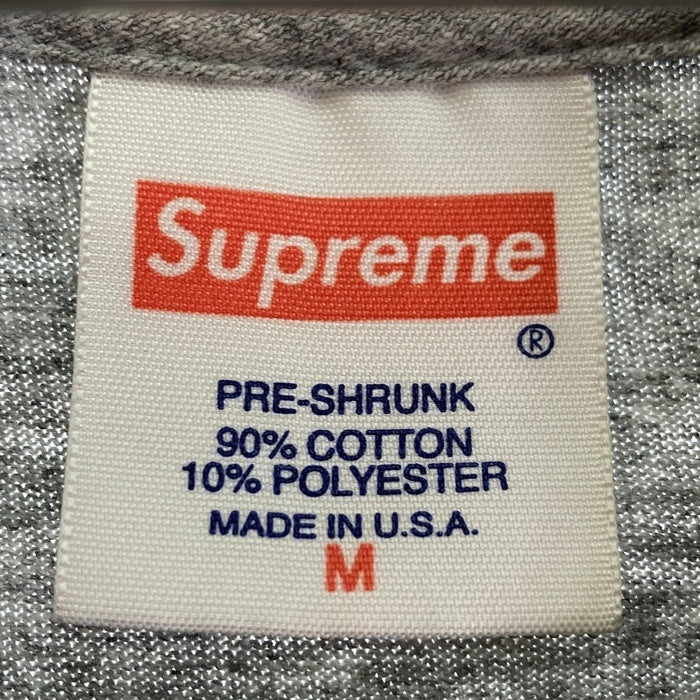 Supreme
®
PRE-SHRUNK
90% COTTON
10% POLYESTER
MADE IN U.S.A.
M